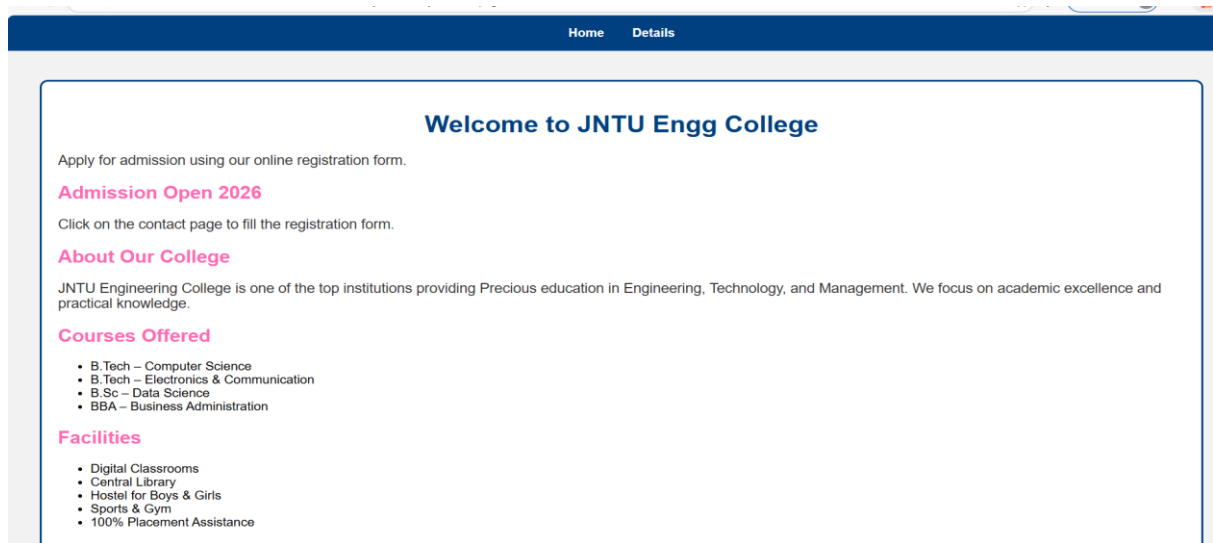 Home Details
Welcome to JNTU Engg College
Apply for admission using our online registration form.
Admission Open 2026
Click on the contact page to fill the registration form.
About Our College
JNTU Engineering College is one of the top institutions providing Precious education in Engineering, Technology, and Management. We focus on academic excellence and
practical knowledge.
Courses Offered
• B.Tech – Computer Science
• B.Tech – Electronics & Communication
• B.Sc – Data Science
• BBA – Business Administration
Facilities
• Digital Classrooms
• Central Library
• Hostel for Boys & Girls
• Sports & Gym
• 100% Placement Assistance